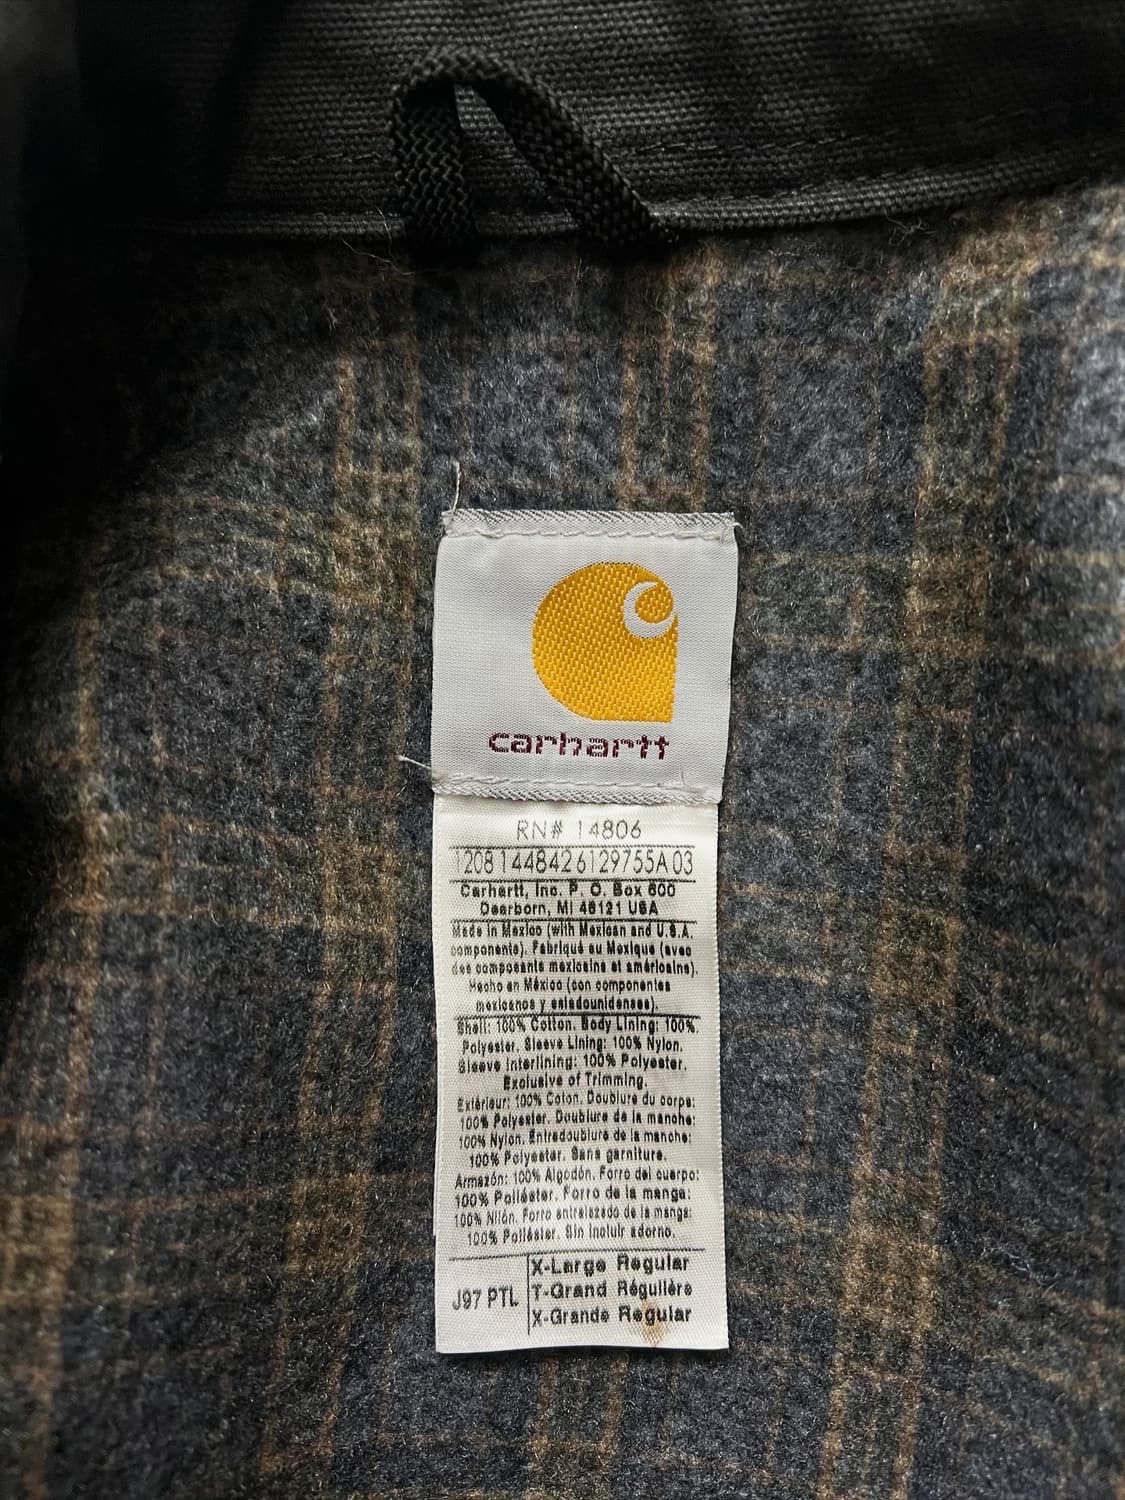 carhartt
RN# 14806
12081448426129755A03
Carhartt, Inc. P. O. Box 600
Dearborn, MI 48121 USA
Made in Mexico (with Mexican and U.S.A.
components). Fabriqué au Mexique (avec
des composants mexicains et américains).
Hecho en México (con componentes
mexicanos y estadounidenses).
Shell: 100% Cotton. Body Lining: 100%
Polyester. Sleeve Lining: 100% Nylon.
Sleeve Interlining: 100% Polyester.
Exclusive of Trimming.
Extérieur: 100% Coton. Doublure du corps:
100% Polyester. Doublure de la manche:
100% Nylon. Entredoublure de la manche:
100% Polyester. Sans garniture.
Armazón: 100% Algodón. Forro del cuerpo:
100% Poliéster. Forro de la manga:
100% Nilón. Forro entrelazado de la manga:
100% Poliéster. Sin incluir adorno.
J97 PTL
X-Large Regular
T-Grand Régulière
X-Grande Regular